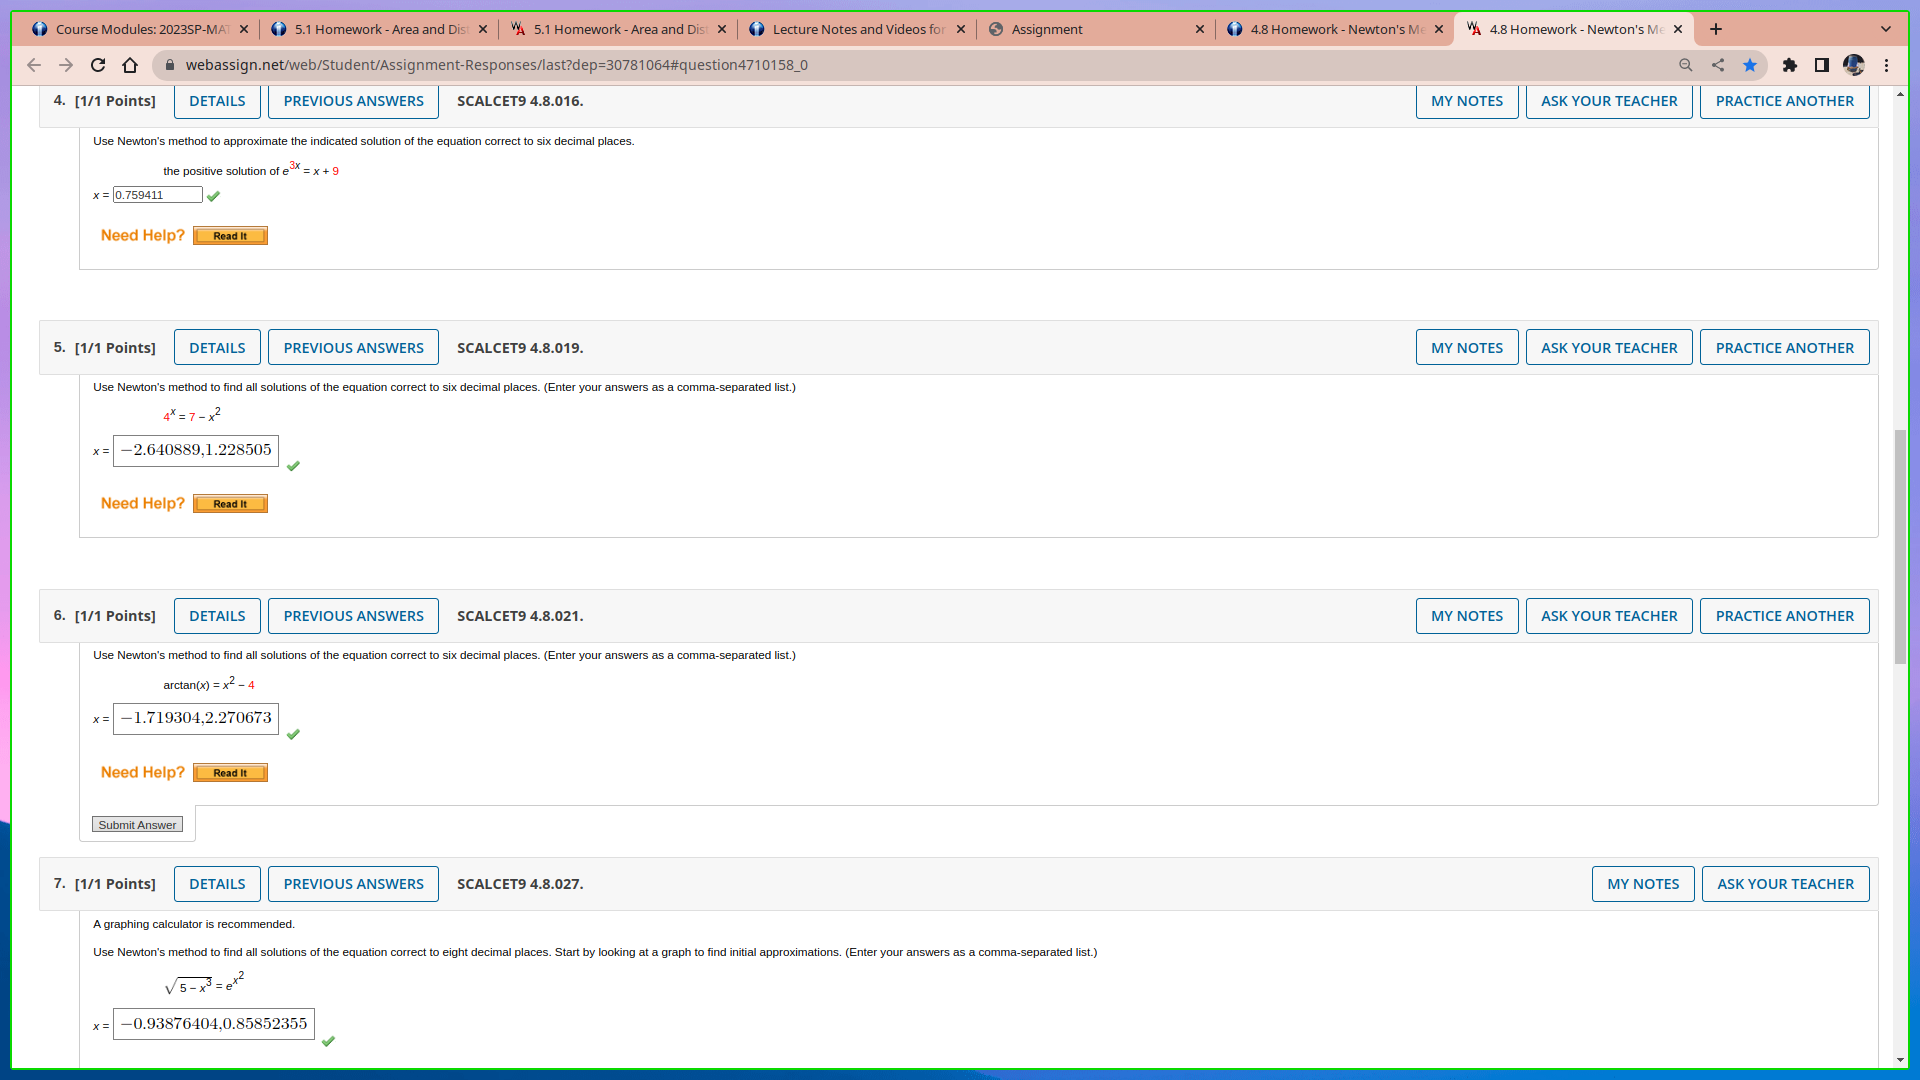 Course Modules: 2023SP-MAT
5.1 Homework - Area and Dist
5.1 Homework - Area and Dist
Lecture Notes and Videos for
Assignment
4.8 Homework - Newton's Me
4.8 Homework - Newton's Me
webassign.net/web/Student/Assignment-Responses/last?dep=30781064#question4710158_0
4. [1/1 Points] DETAILS PREVIOUS ANSWERS SCALCET9 4.8.016. MY NOTES ASK YOUR TEACHER PRACTICE ANOTHER
Use Newton's method to approximate the indicated solution of the equation correct to six decimal places.
the positive solution of e^3x = x + 9
x = 0.759411
Need Help? Read It
5. [1/1 Points] DETAILS PREVIOUS ANSWERS SCALCET9 4.8.019. MY NOTES ASK YOUR TEACHER PRACTICE ANOTHER
Use Newton's method to find all solutions of the equation correct to six decimal places. (Enter your answers as a comma-separated list.)
4^x = 7 − x^2
x = −2.640889,1.228505
Need Help? Read It
6. [1/1 Points] DETAILS PREVIOUS ANSWERS SCALCET9 4.8.021. MY NOTES ASK YOUR TEACHER PRACTICE ANOTHER
Use Newton's method to find all solutions of the equation correct to six decimal places. (Enter your answers as a comma-separated list.)
arctan(x) = x^2 − 4
x = −1.719304,2.270673
Need Help? Read It
Submit Answer
7. [1/1 Points] DETAILS PREVIOUS ANSWERS SCALCET9 4.8.027. MY NOTES ASK YOUR TEACHER
A graphing calculator is recommended.
Use Newton's method to find all solutions of the equation correct to eight decimal places. Start by looking at a graph to find initial approximations. (Enter your answers as a comma-separated list.)
√(5 − x^3) = e^x^2
x = −0.93876404,0.85852355